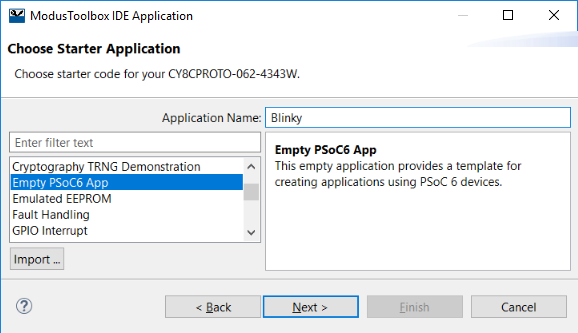 ModusToolbox IDE Application
Choose Starter Application
Choose starter code for your CY8CPROTO-062-4343W.
Application Name: Blinky
Enter filter text
Cryptography TRNG Demonstration
Empty PSoC6 App
Emulated EEPROM
Fault Handling
GPIO Interrupt
Empty PSoC6 App
This empty application provides a template for
creating applications using PSoC 6 devices.
Import ...
? < Back Next > Finish Cancel